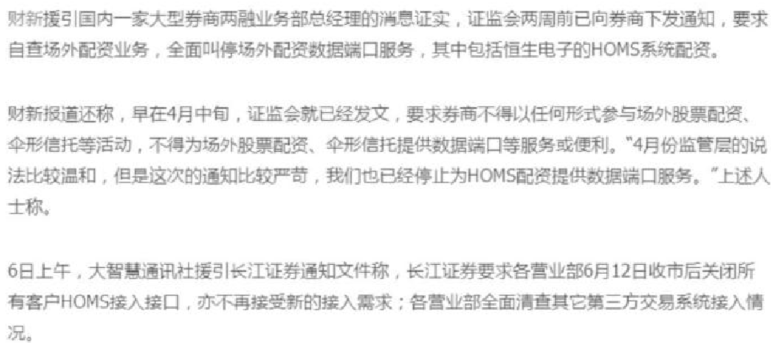 财新援引国内一家大型券商两融业务部总经理的消息证实，证监会两周前已向券商下发通知，要求
自查场外配资业务，全面叫停场外配资数据端口服务，其中包括恒生电子的HOMS系统配资。
财新报道还称，早在4月中旬，证监会就已经发文，要求券商不得以任何形式参与场外股票配资、
伞形信托等活动，不得为场外股票配资、伞形信托提供数据端口等服务或便利。“4月份监管层的说
法比较温和，但是这次的通知比较严苛，我们也已经停止为HOMS配资提供数据端口服务。”上述人
士称。
6日上午，大智慧通讯社援引长江证券通知文件称，长江证券要求各营业部6月12日收市后关闭所
有客户HOMS接入接口，亦不再接受新的接入需求；各营业部全面清查其它第三方交易系统接入情
况。